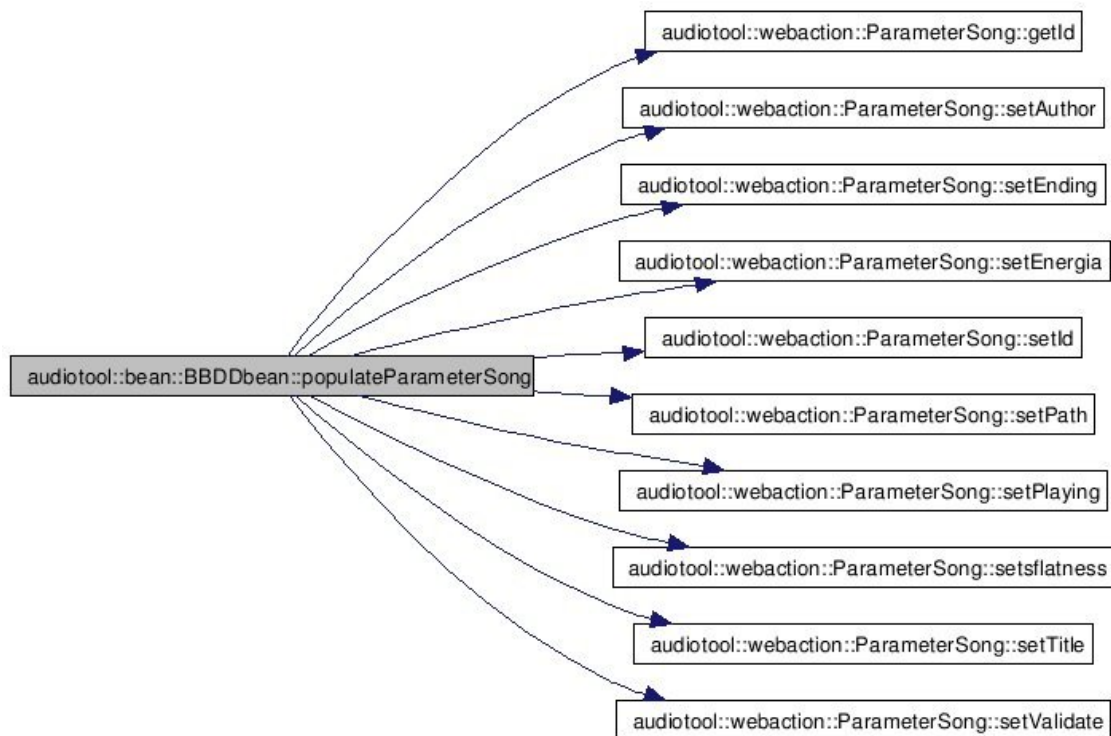 audiotool::webaction::ParameterSong::getId
audiotool::webaction::ParameterSong::setAuthor
audiotool::webaction::ParameterSong::setEnding
audiotool::webaction::ParameterSong::setEnergia
audiotool::webaction::ParameterSong::setId
audiotool::bean::BBDDbean::populateParameterSong
audiotool::webaction::ParameterSong::setPath
audiotool::webaction::ParameterSong::setPlaying
audiotool::webaction::ParameterSong::setsflatness
audiotool::webaction::ParameterSong::setTitle
audiotool::webaction::ParameterSong::setValidate